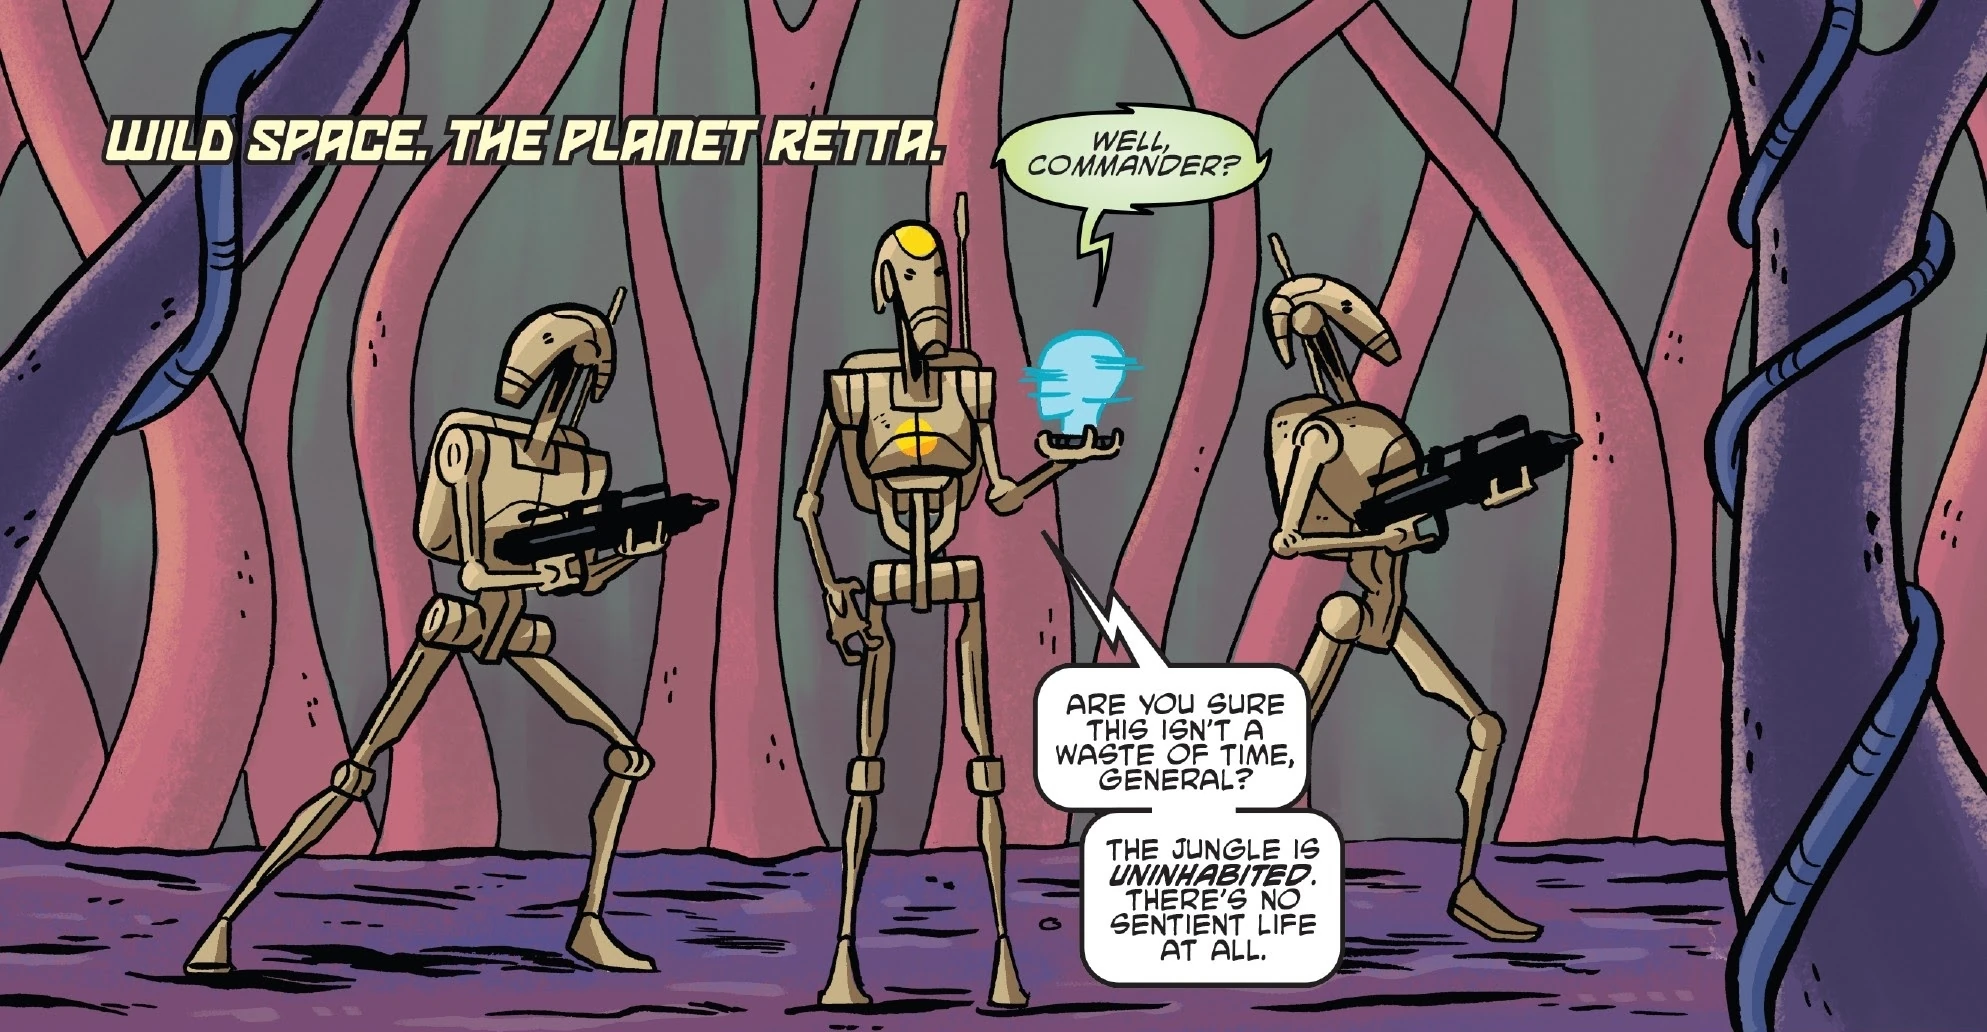 WILD SPACE. THE PLANET RETTA.
WELL,
COMMANDER?
ARE YOU SURE
THIS ISN'T A
WASTE OF TIME,
GENERAL?
THE JUNGLE IS
UNINHABITED.
THERE'S NO
SENTIENT LIFE
AT ALL.